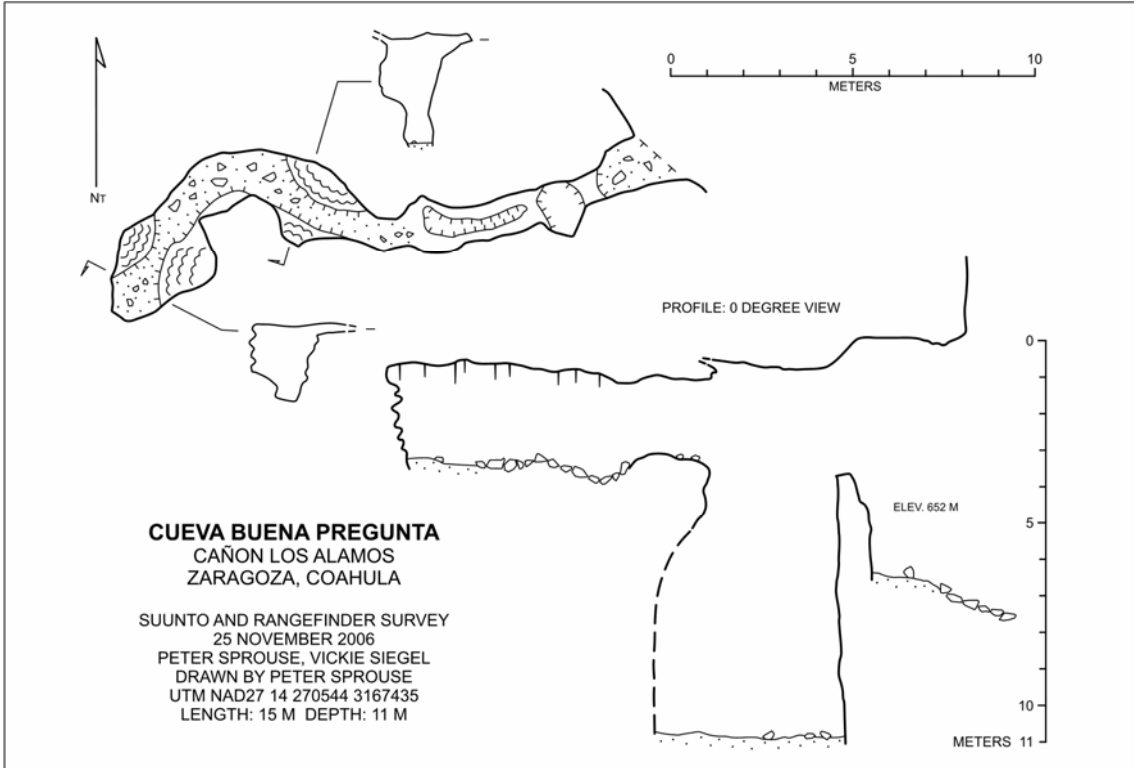 0 5 10
METERS
NT
PROFILE: 0 DEGREE VIEW
0
5
ELEV. 652 M
10
METERS 11
CUEVA BUENA PREGUNTA
CAÑON LOS ALAMOS
ZARAGOZA, COAHULA
SUUNTO AND RANGEFINDER SURVEY
25 NOVEMBER 2006
PETER SPROUSE, VICKIE SIEGEL
DRAWN BY PETER SPROUSE
UTM NAD27 14 270544 3167435
LENGTH: 15 M DEPTH: 11 M